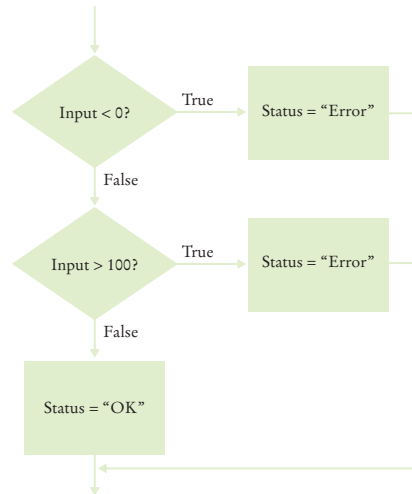 Input < 0?
True
Status = “Error”
False
Input > 100?
True
Status = “Error”
False
Status = “OK”